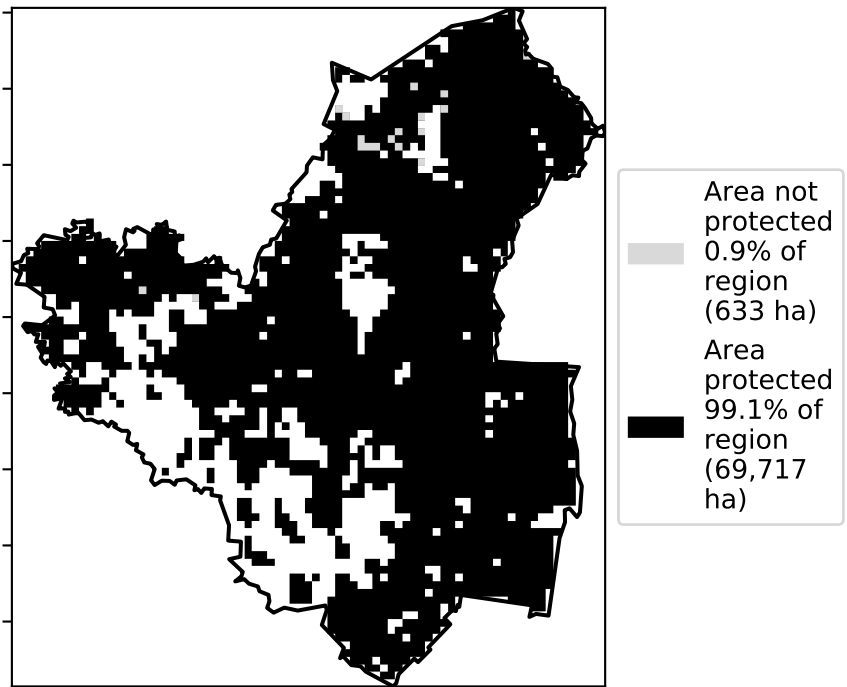 Area not
protected
0.9% of
region
(633 ha)
Area
protected
99.1% of
region
(69,717
ha)